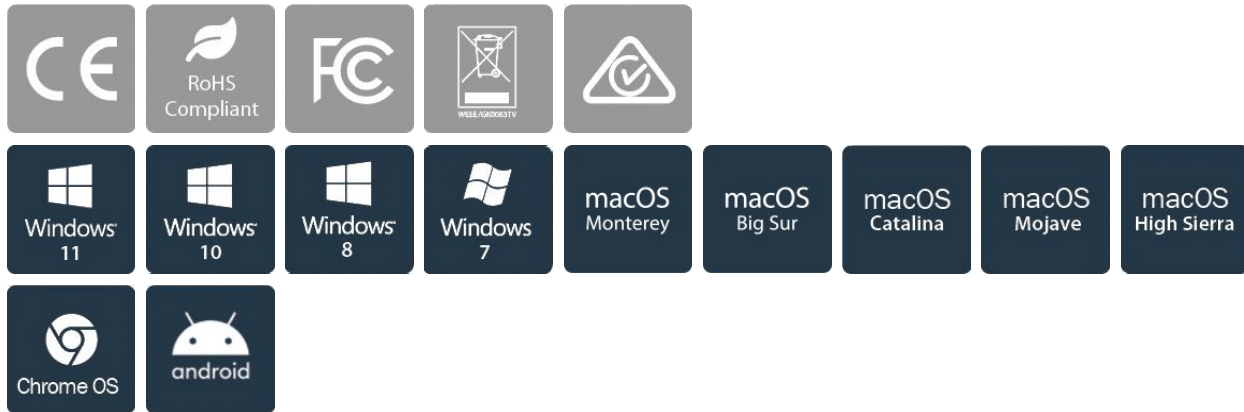 CE
RoHS
Compliant
FC
WEEE/GK0063TV
Windows
11
Windows
10
Windows
8
Windows
7
macOS
Monterey
macOS
Big Sur
macOS
Catalina
macOS
Mojave
macOS
High Sierra
Chrome OS
android